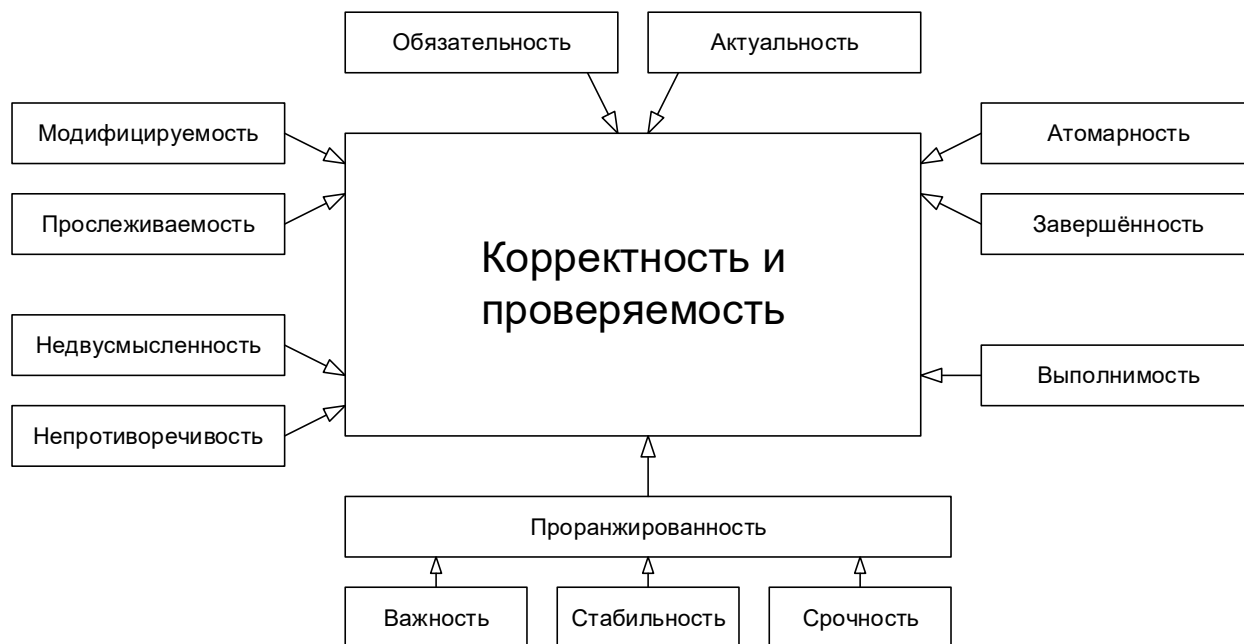 Обязательность
Актуальность
Модифицируемость
Атомарность
Прослеживаемость
Завершённость
Корректность и
проверяемость
Недвусмысленность
Выполнимость
Непротиворечивость
Проранжированность
Важность
Стабильность
Срочность